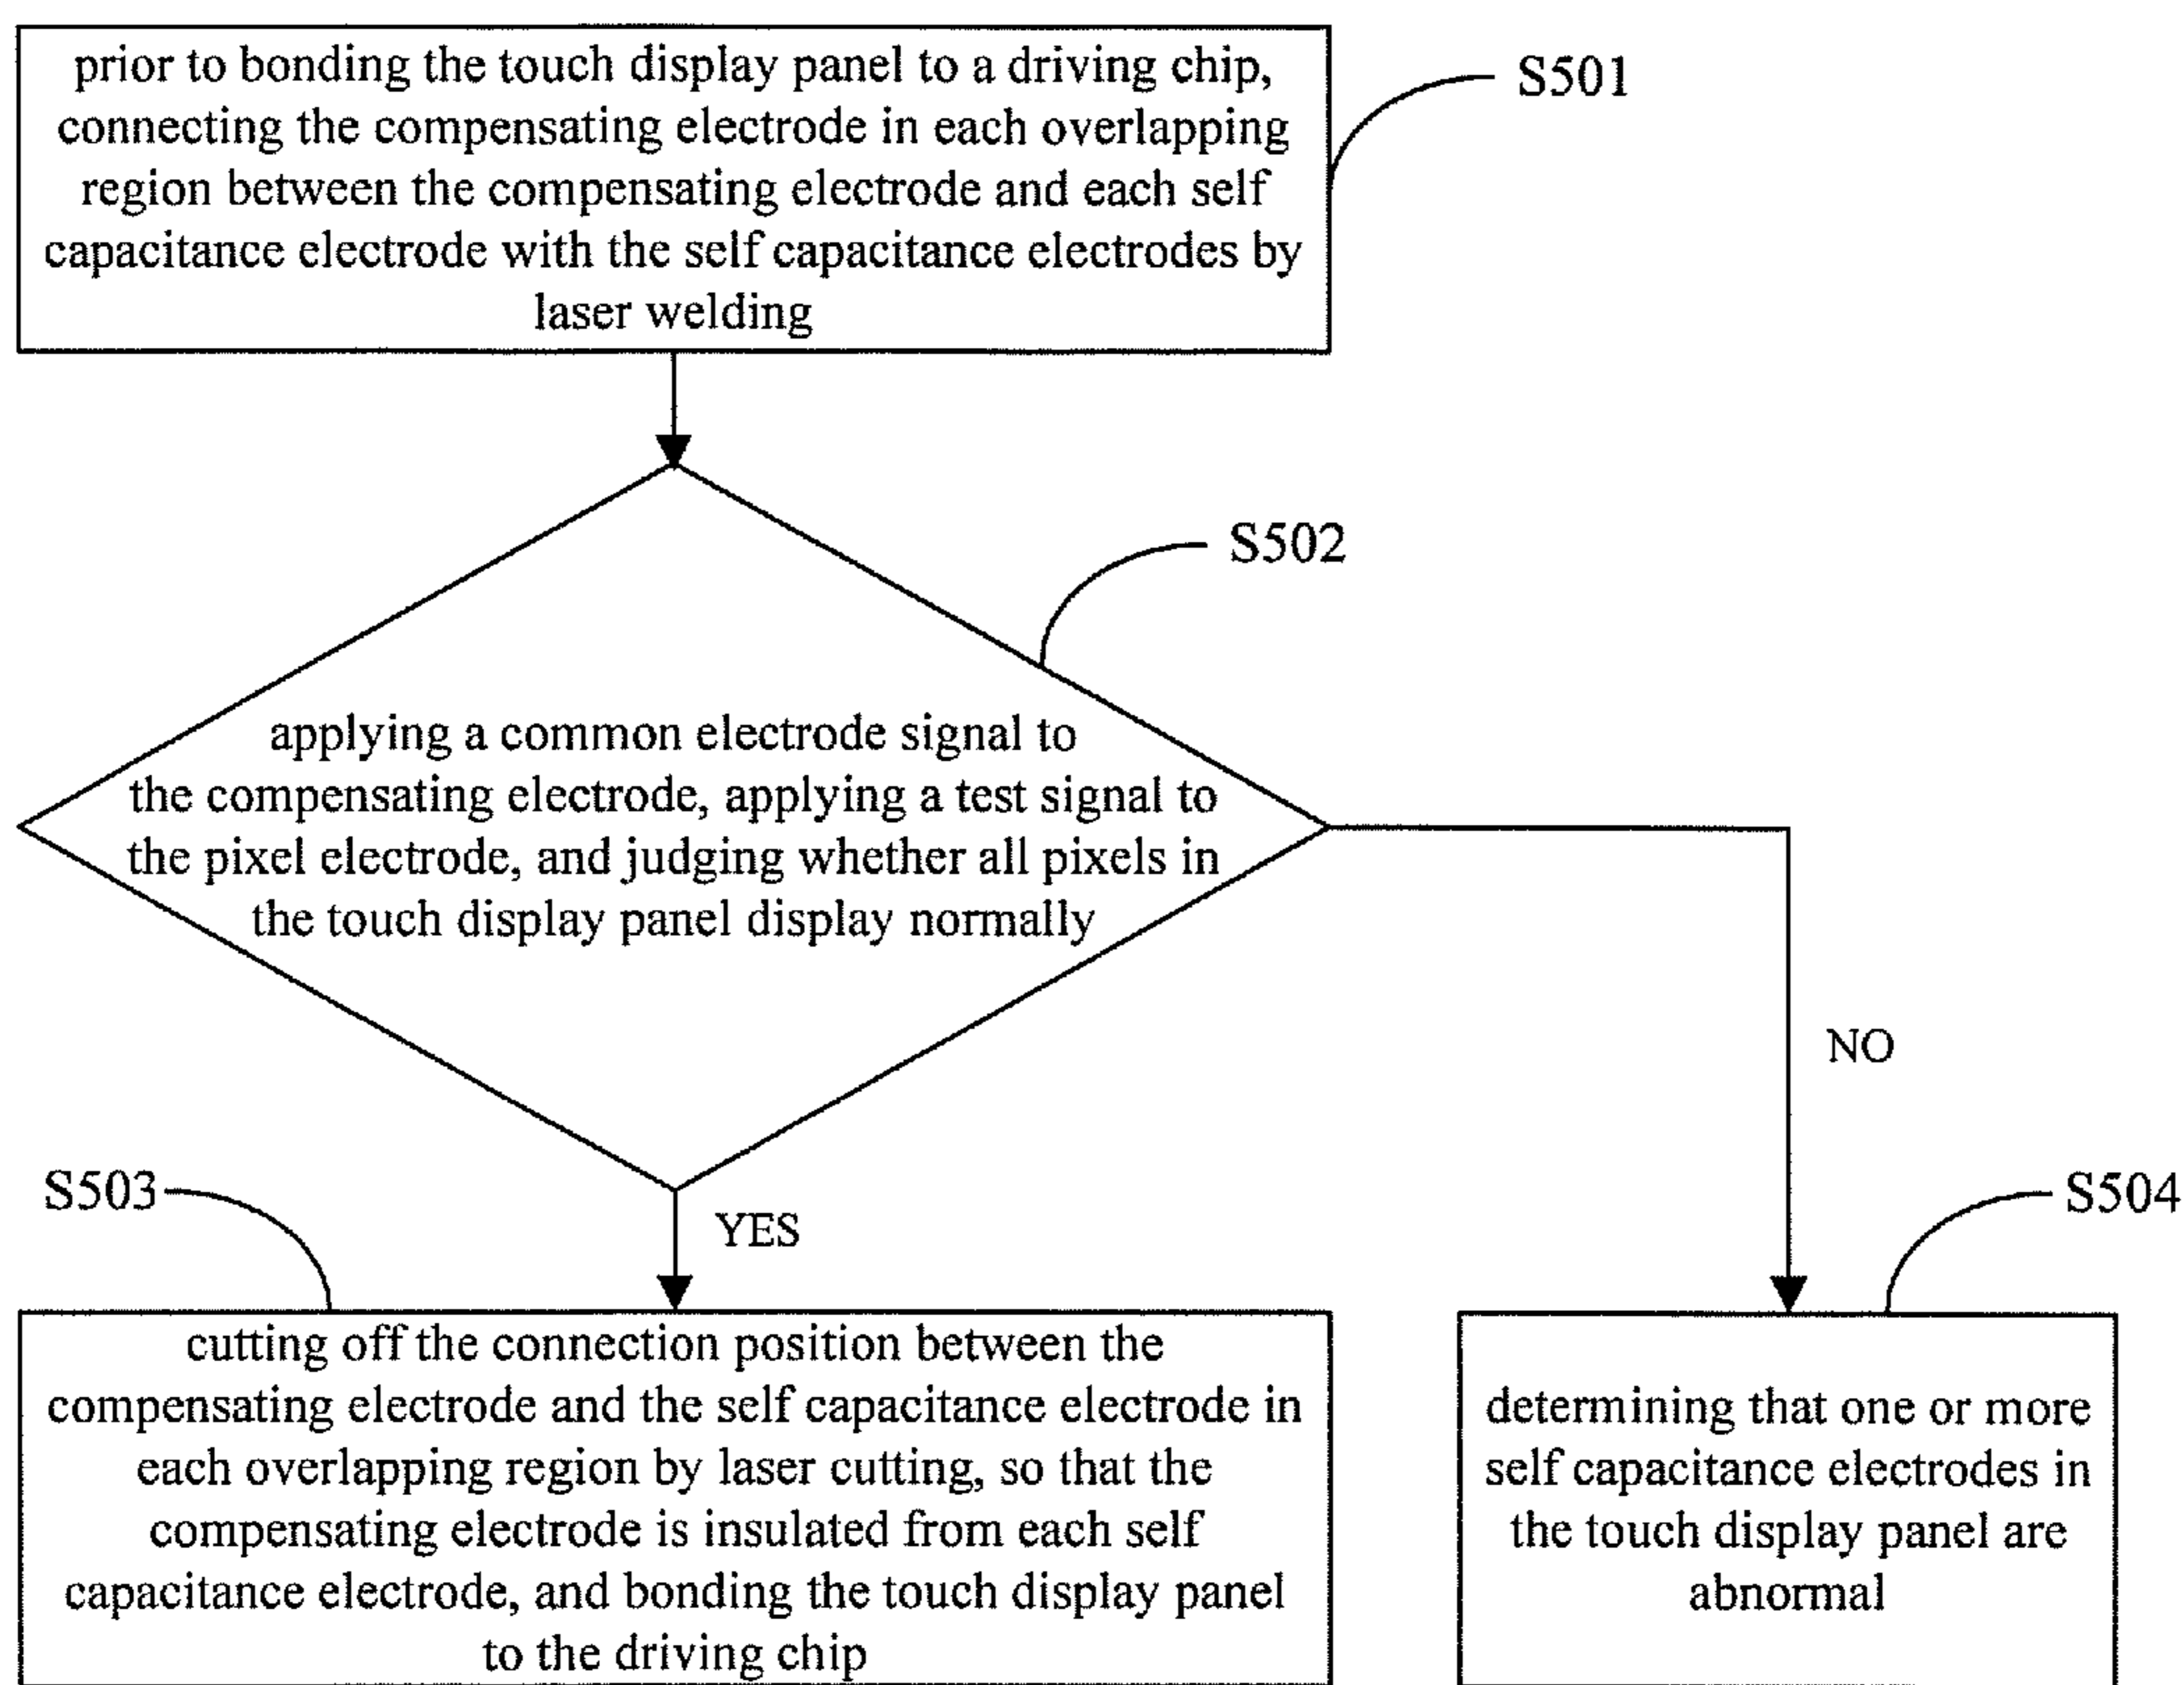 prior to bonding the touch display panel to a driving chip,
connecting the compensating electrode in each overlapping
region between the compensating electrode and each self
capacitance electrode with the self capacitance electrodes by
laser welding
S501
S502
applying a common electrode signal to
the compensating electrode, applying a test signal to
the pixel electrode, and judging whether all pixels in
the touch display panel display normally
NO
YES
S503
cutting off the connection position between the
compensating electrode and the self capacitance electrode in
each overlapping region by laser cutting, so that the
compensating electrode is insulated from each self
capacitance electrode, and bonding the touch display panel
to the driving chip
S504
determining that one or more
self capacitance electrodes in
the touch display panel are
abnormal